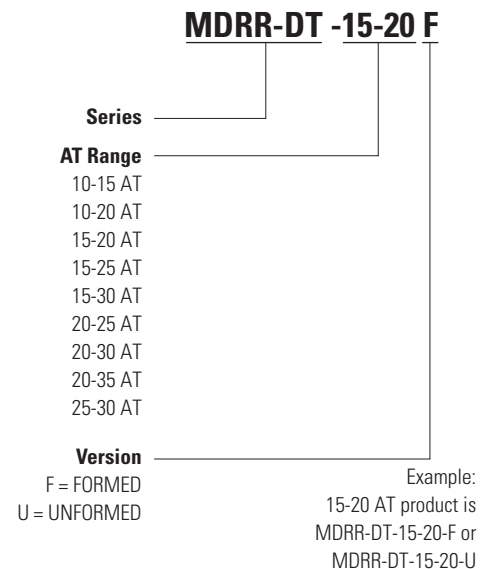 MDRR-DT -15-20 F
Series
AT Range
10-15 AT
10-20 AT
15-20 AT
15-25 AT
15-30 AT
20-25 AT
20-30 AT
20-35 AT
25-30 AT
Version
F = FORMED
U = UNFORMED
Example:
15-20 AT product is
MDRR-DT-15-20-F or
MDRR-DT-15-20-U